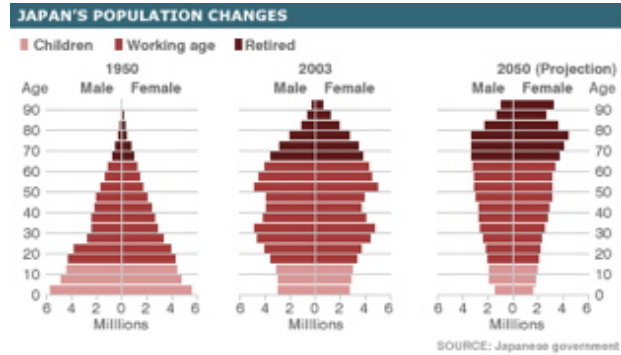 JAPAN'S POPULATION CHANGES
Children Working age Retired
1950 2003 2050 (Projection)
Age Male Female Male Female Male Female Age
90 90
80 80
70 70
60 60
50 50
40 40
30 30
20 20
10 10
0 0
6 4 2 0 2 4 6 6 4 2 0 2 4 6 6 4 2 0 2 4 6
Millions Millions Millions
SOURCE: Japanese government